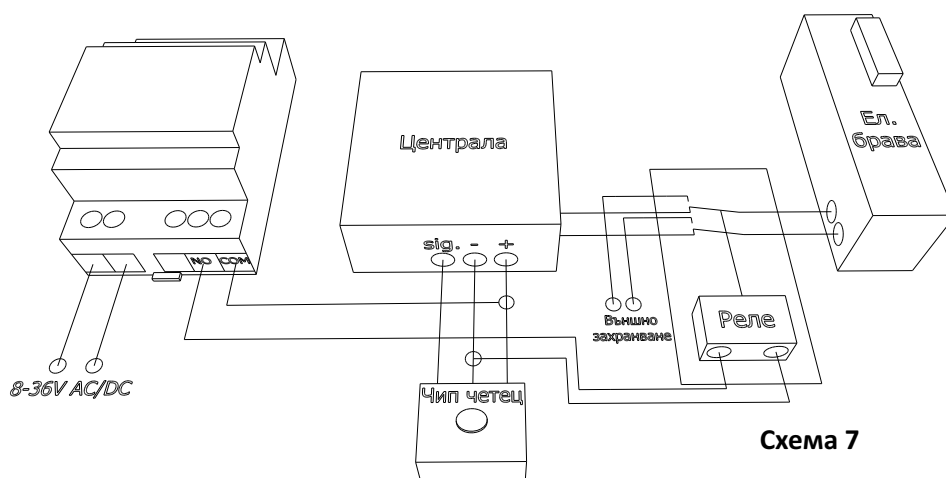 Централа
Ел.
брава
sig. - +
NO COM
Външно
захранване
Реле
8-36V AC/DC
Чип четец
Схема 7